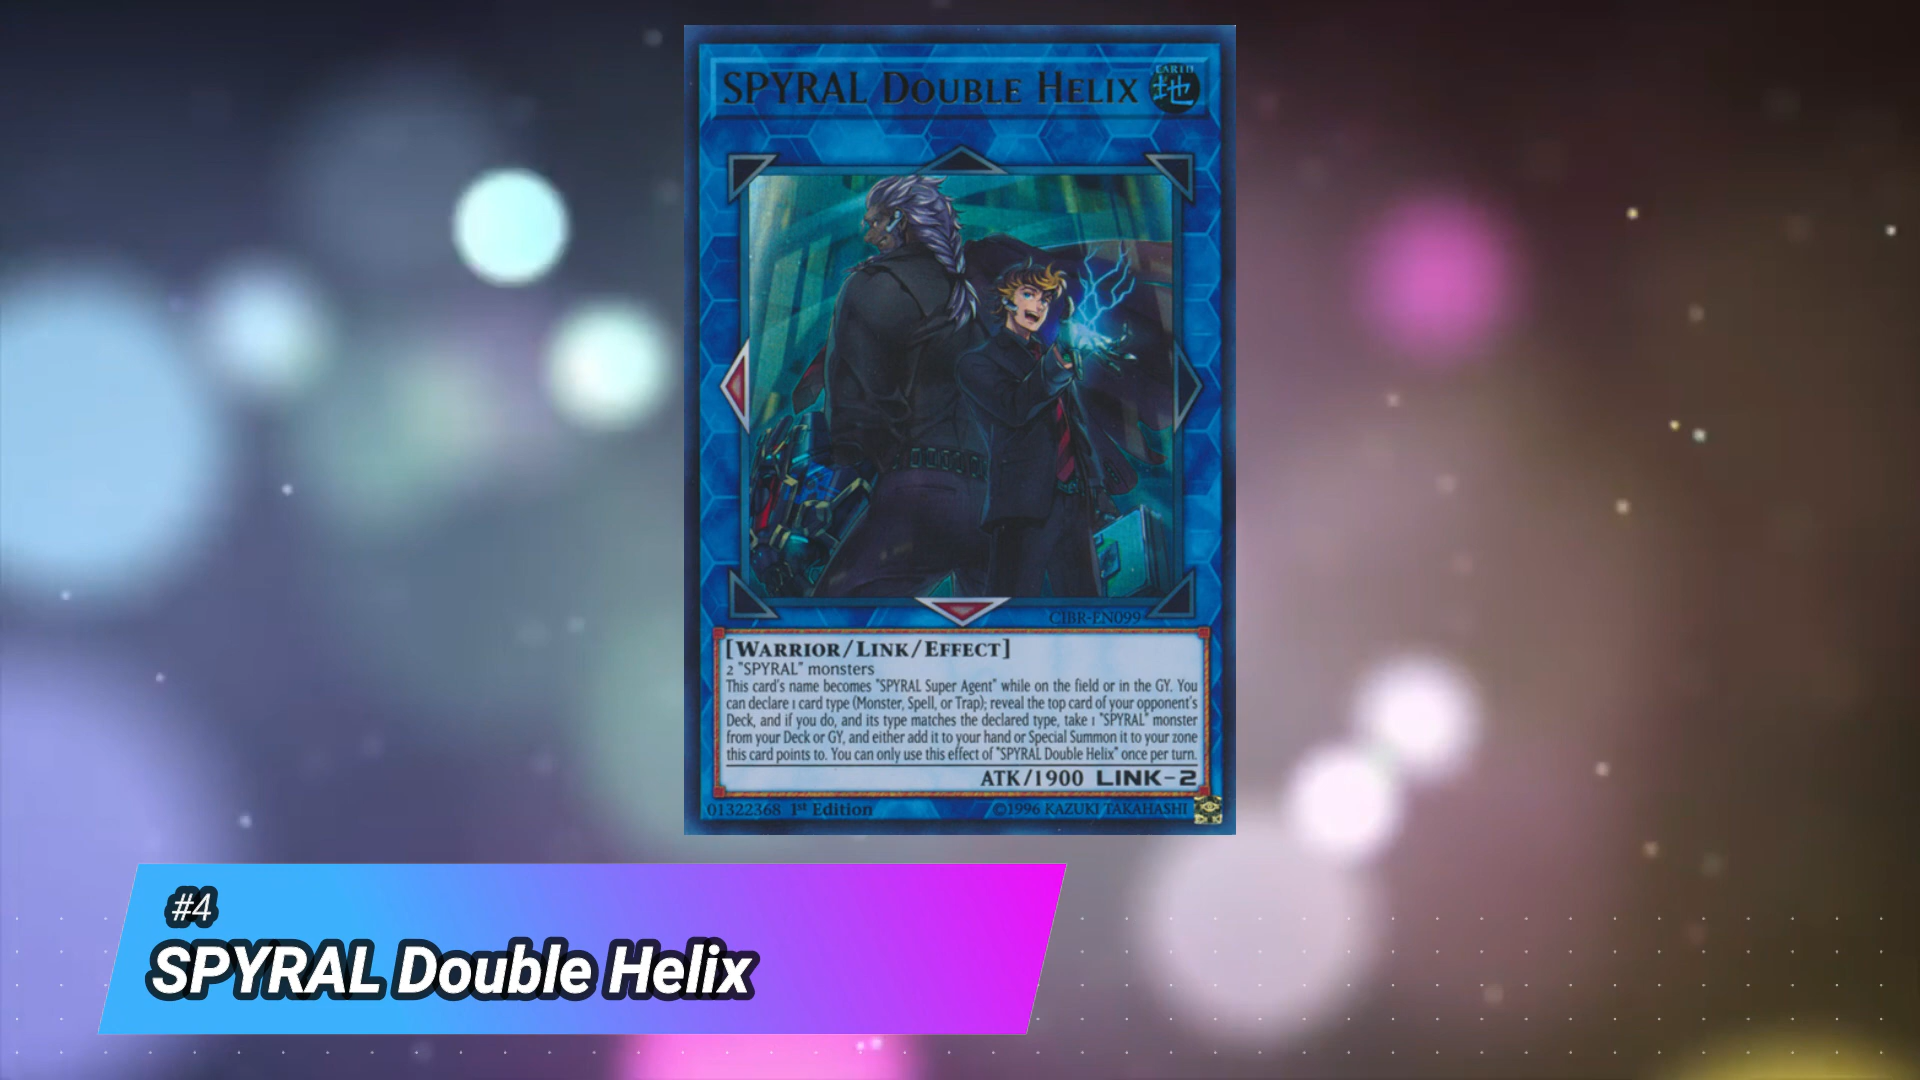 SPYRAL DOUBLE HELIX
EARTH
地
CIBR-EN099
[WARRIOR/LINK/EFFECT]
2 "SPYRAL" monsters
This card's name becomes "SPYRAL Super Agent" while on the field or in the GY. You
can declare 1 card type (Monster, Spell, or Trap); reveal the top card of your opponent's
Deck, and if you do, and its type matches the declared type, take 1 "SPYRAL" monster
from your Deck or GY, and either add it to your hand or Special Summon it to your zone
this card points to. You can only use this effect of "SPYRAL Double Helix" once per turn.
ATK/1900 LINK-2
01322368 1st Edition ©1996 KAZUKI TAKAHASHI
#4
SPYRAL Double Helix